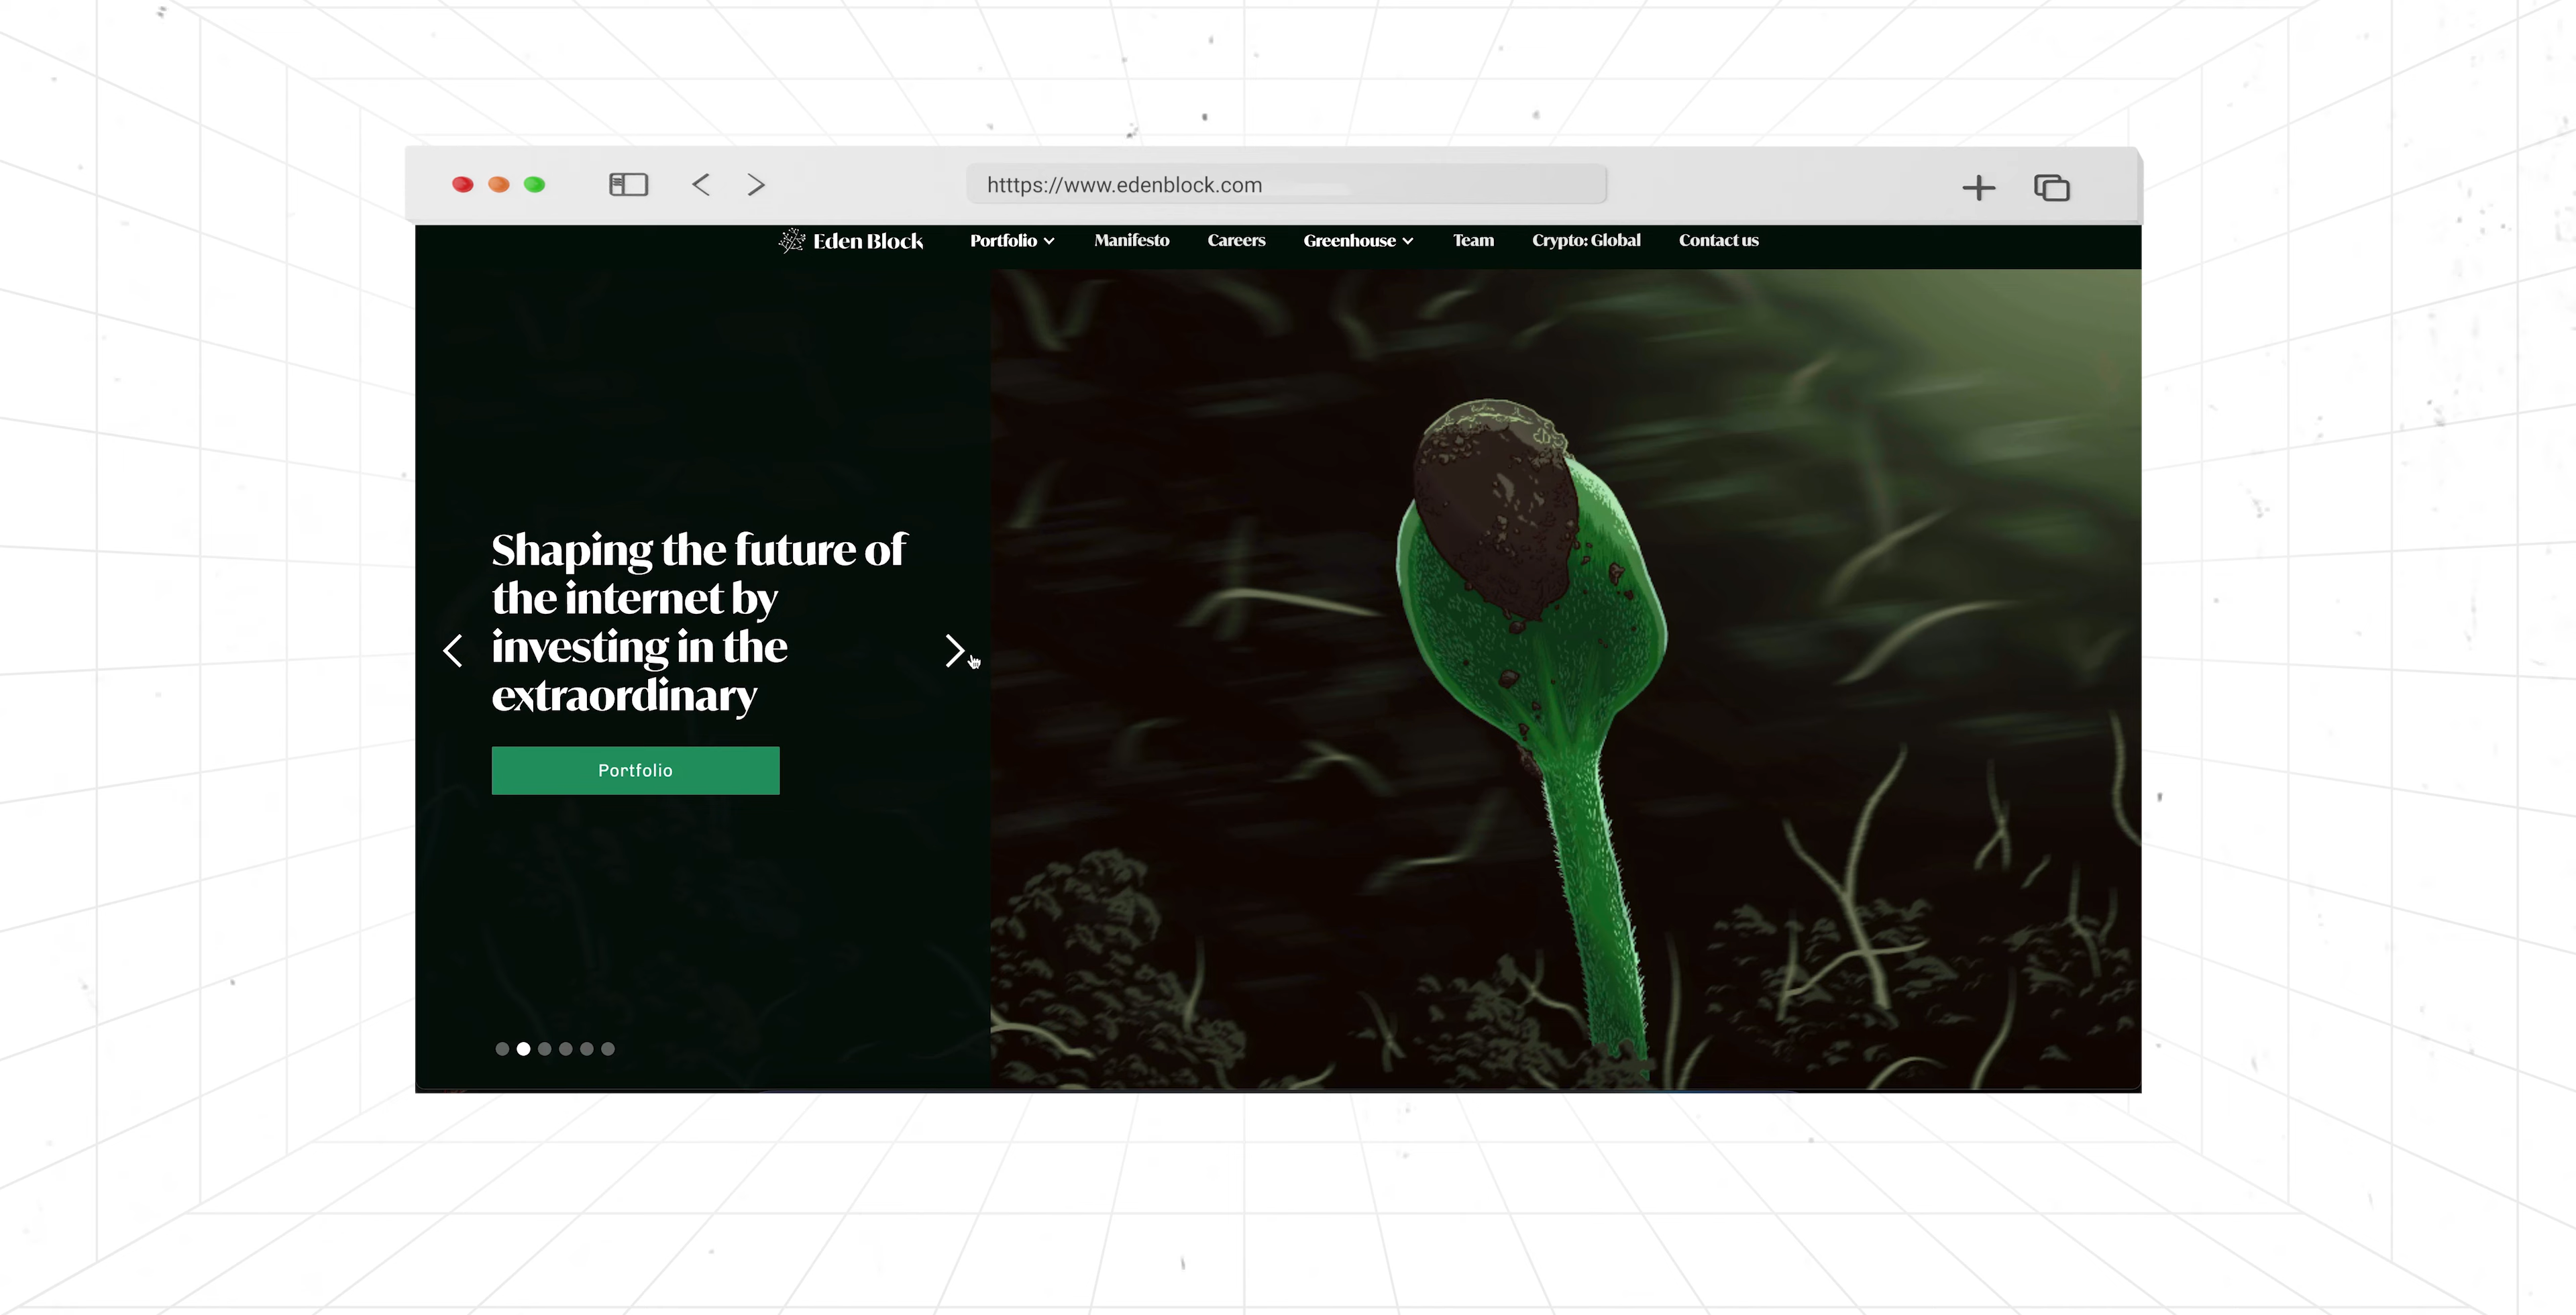 htttps://www.edenblock.com
Eden Block Portfolio Manifesto Careers Greenhouse Team Crypto: Global Contact us
Shaping the future of
the internet by
investing in the
extraordinary
Portfolio